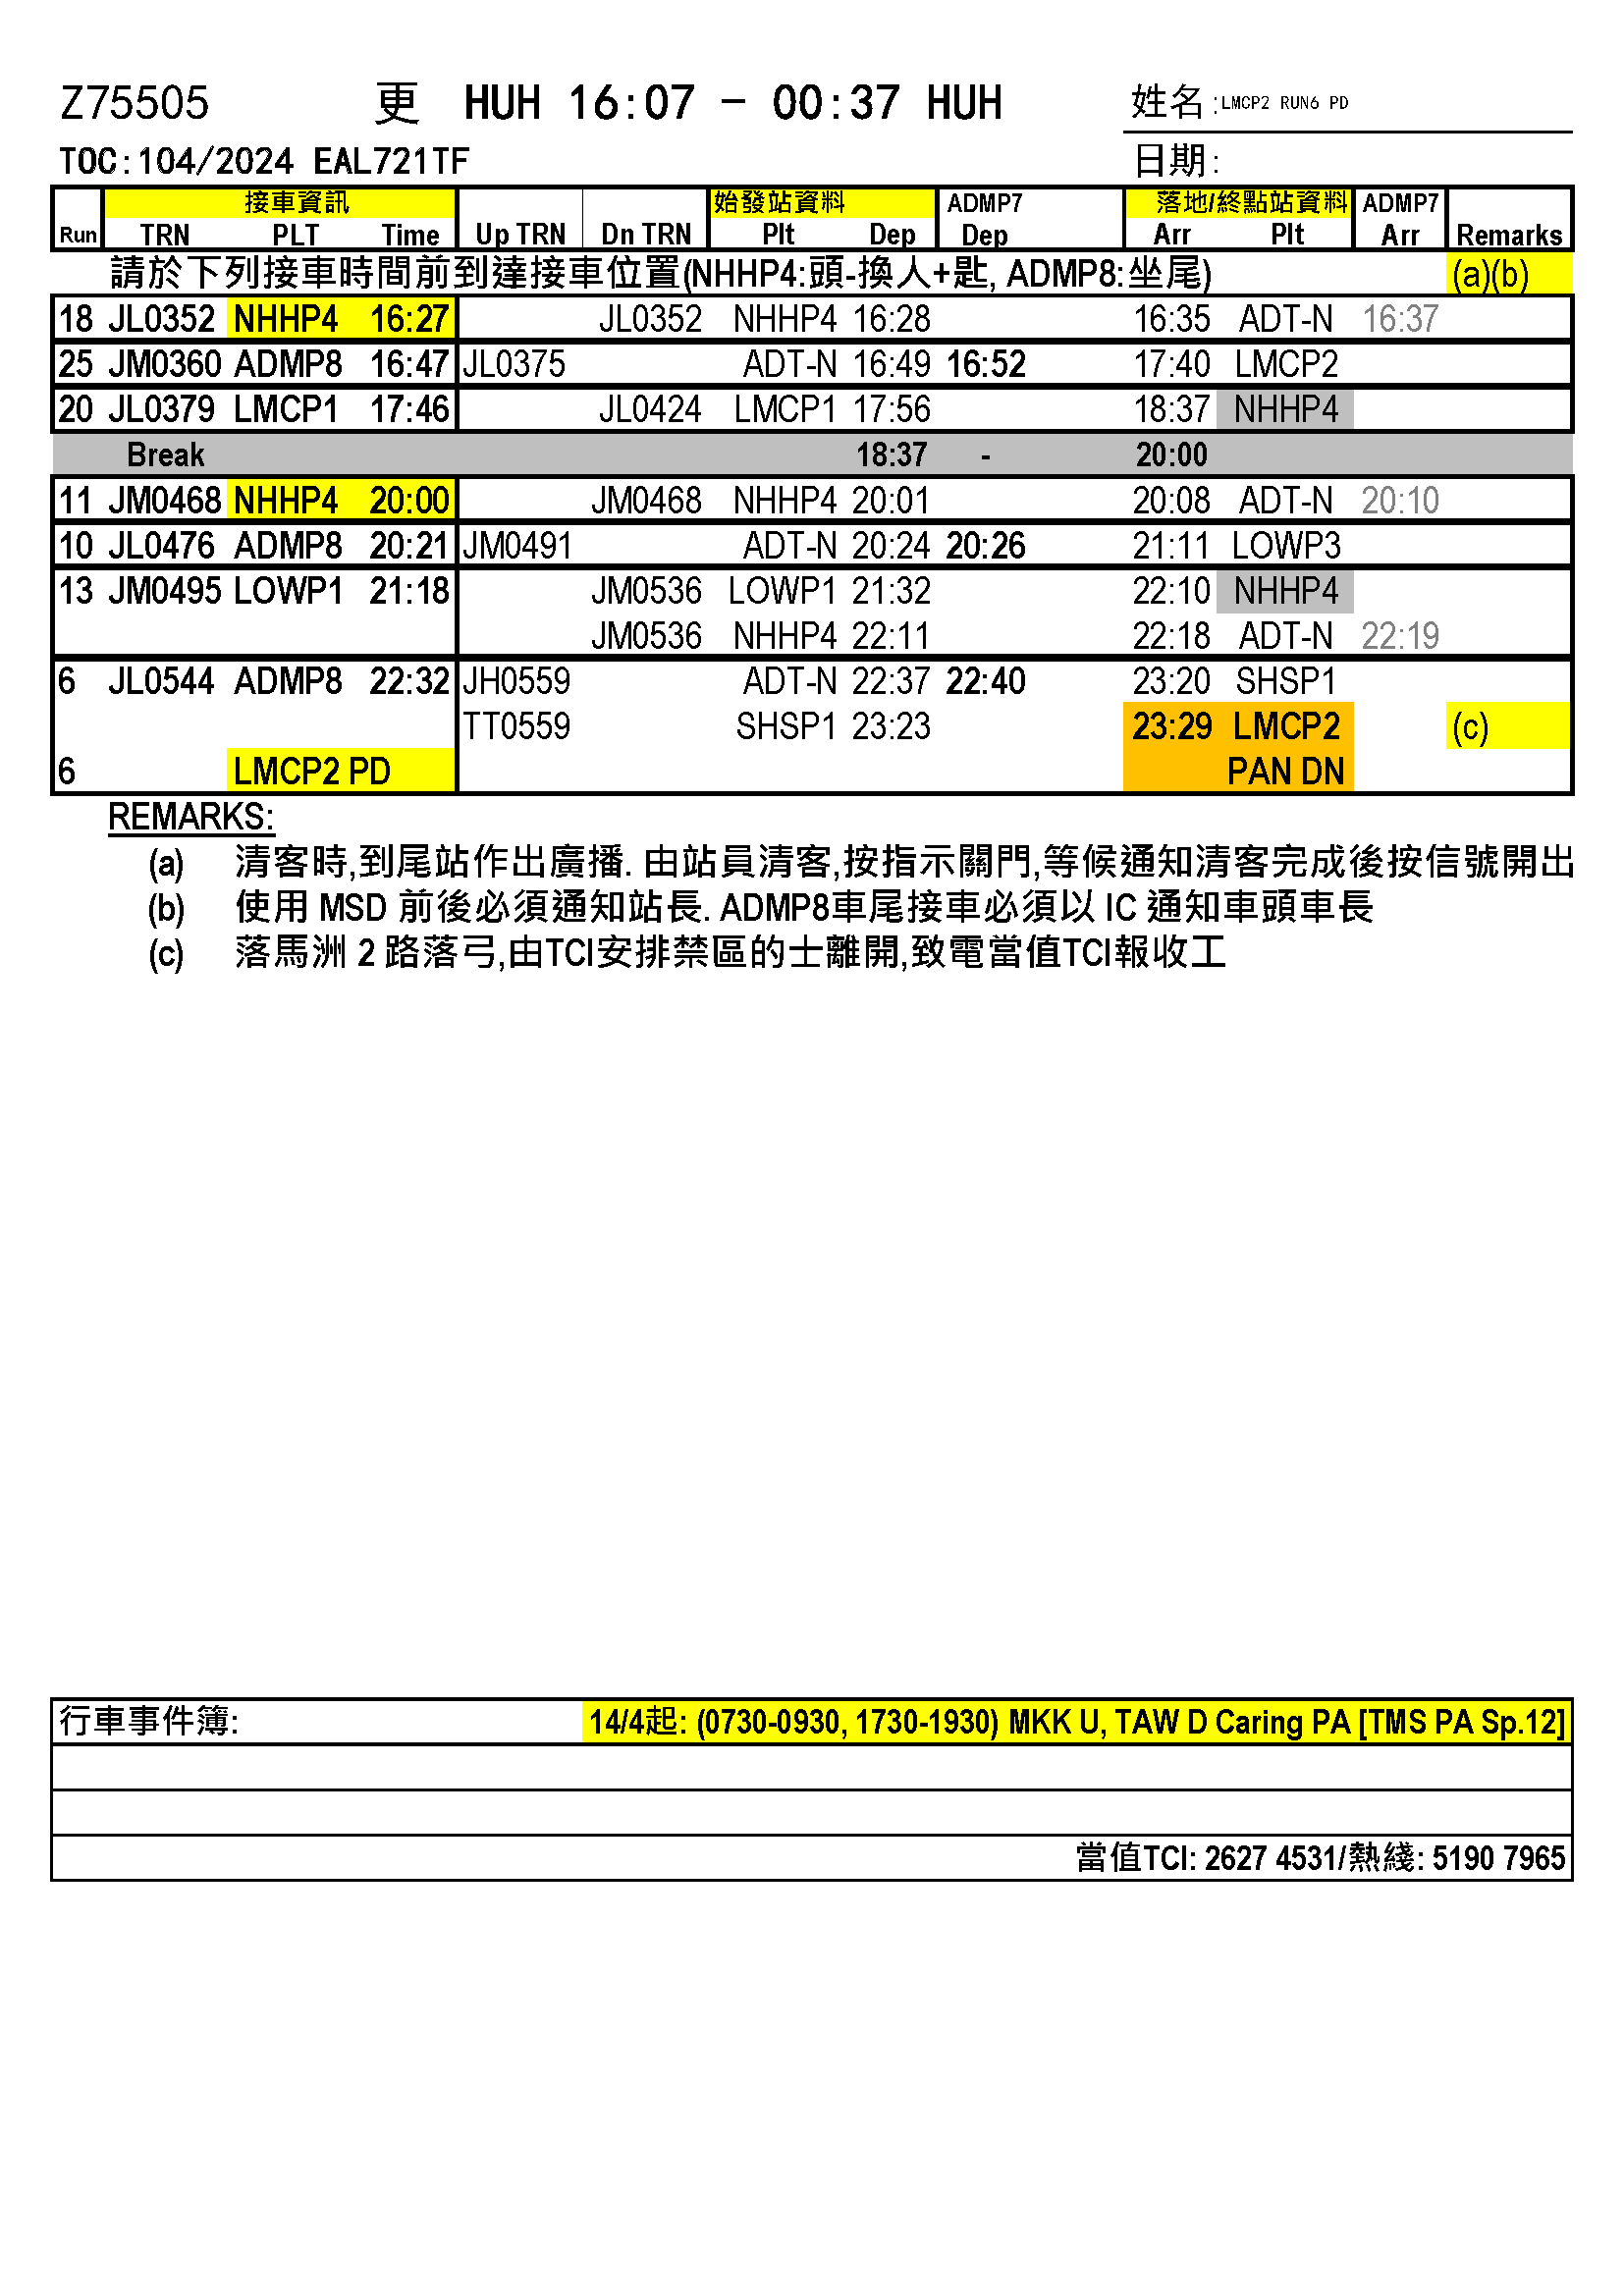 Z75505 更 HUH 16:07 - 00:37 HUH 姓名:LMCP2 RUN6 PD
TOC:104/2024 EAL721TF 日期:
接車資訊 始發站資料 ADMP7 落地/終點站資料 ADMP7
Run TRN PLT Time Up TRN Dn TRN Plt Dep Dep Arr Plt Arr Remarks
請於下列接車時間前到達接車位置(NHHP4:頭-換人+匙, ADMP8:坐尾) (a)(b)
18 JL0352 NHHP4 16:27 JL0352 NHHP4 16:28 16:35 ADT-N 16:37
25 JM0360 ADMP8 16:47 JL0375 ADT-N 16:49 16:52 17:40 LMCP2
20 JL0379 LMCP1 17:46 JL0424 LMCP1 17:56 18:37 NHHP4
Break 18:37 - 20:00
11 JM0468 NHHP4 20:00 JM0468 NHHP4 20:01 20:08 ADT-N 20:10
10 JL0476 ADMP8 20:21 JM0491 ADT-N 20:24 20:26 21:11 LOWP3
13 JM0495 LOWP1 21:18 JM0536 LOWP1 21:32 22:10 NHHP4
JM0536 NHHP4 22:11 22:18 ADT-N 22:19
6 JL0544 ADMP8 22:32 JH0559 ADT-N 22:37 22:40 23:20 SHSP1
TT0559 SHSP1 23:23 23:29 LMCP2 (c)
6 LMCP2 PD PAN DN
REMARKS:
(a) 清客時,到尾站作出廣播. 由站員清客,按指示關門,等候通知清客完成後按信號開出
(b) 使用 MSD 前後必須通知站長. ADMP8車尾接車必須以 IC 通知車頭車長
(c) 落馬洲 2 路落弓,由TCI安排禁區的士離開,致電當值TCI報收工
行車事件簿: 14/4起: (0730-0930, 1730-1930) MKK U, TAW D Caring PA [TMS PA Sp.12]
當值TCI: 2627 4531/熱綫: 5190 7965